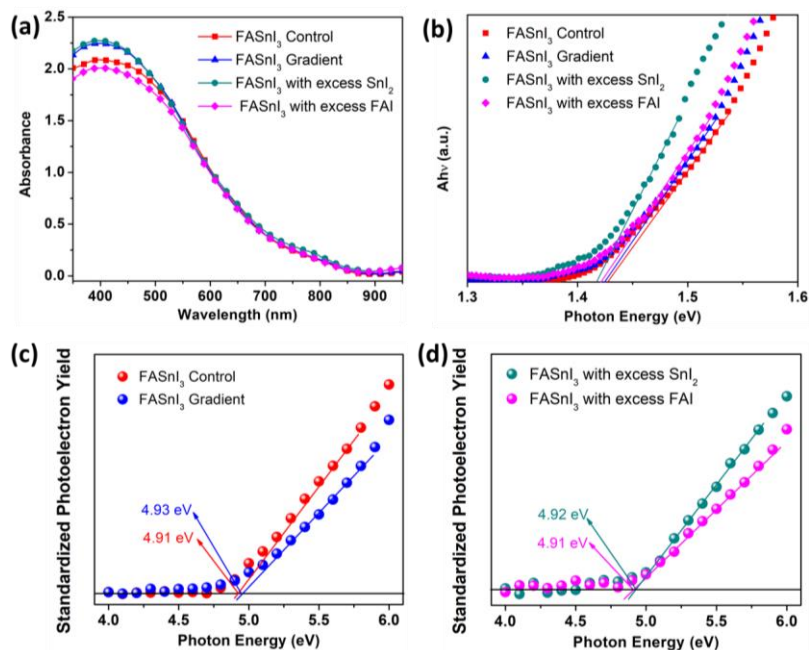 (a)
2.5
2.0
1.5
1.0
0.5
0.0
Absorbance
FASnI₃ Control
FASnI₃ Gradient
FASnI₃ with excess SnI₂
FASnI₃ with excess FAI
400 500 600 700 800 900
Wavelength (nm)
(b)
Ahν (a.u.)
FASnI₃ Control
FASnI₃ Gradient
FASnI₃ with excess SnI₂
FASnI₃ with excess FAI
1.3 1.4 1.5 1.6
Photon Energy (eV)
(c)
Standardized Photoelectron Yield
FASnI₃ Control
FASnI₃ Gradient
4.93 eV
4.91 eV
4.0 4.5 5.0 5.5 6.0
Photon Energy (eV)
(d)
Standardized Photoelectron Yield
FASnI₃ with excess SnI₂
FASnI₃ with excess FAI
4.92 eV
4.91 eV
4.0 4.5 5.0 5.5 6.0
Photon Energy (eV)